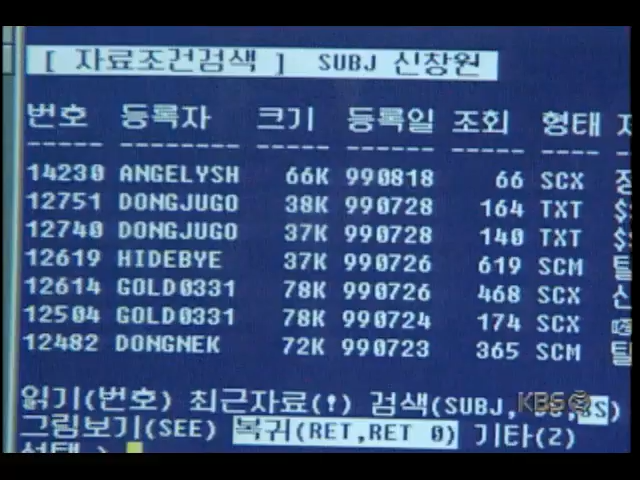 [ 자료조건검색 ] SUBJ 신창원
번호 등록자 크기 등록일 조회 형태
14230 ANGELYSH 66K 990818 66 SCX
12751 DONGJUGO 38K 990728 164 TXT
12740 DONGJUGO 37K 990728 140 TXT
12619 HIDEBYE 37K 990726 619 SCM
12614 GOLD0331 78K 990726 468 SCX
12504 GOLD0331 78K 990724 174 SCX
12482 DONGNEK 72K 990723 365 SCM
읽기(번호) 최근자료(!) 검색(SUBJ,
KBS 2
그림보기(SEE) 복귀(RET,RET 0) 기타(Z)
선택 >